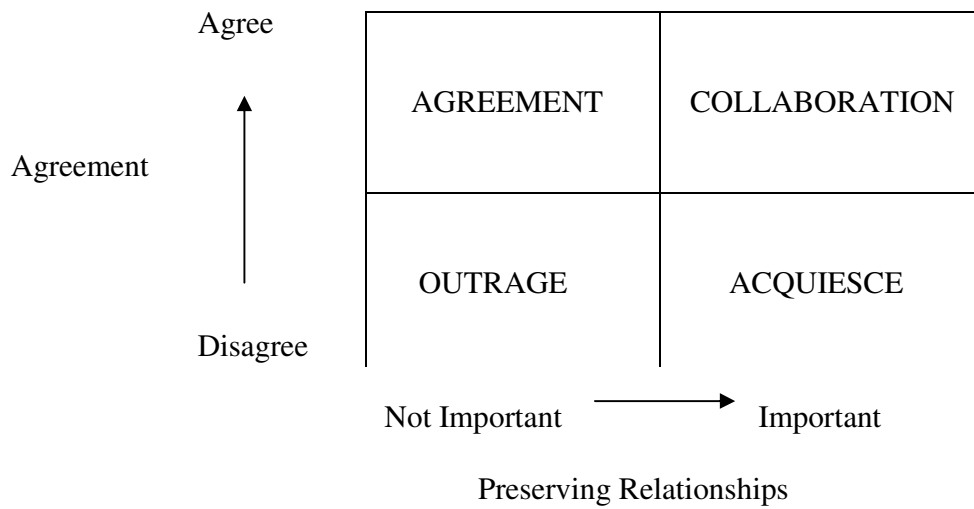 Agree
AGREEMENT COLLABORATION
Agreement
OUTRAGE ACQUIESCE
Disagree
Not Important Important
Preserving Relationships